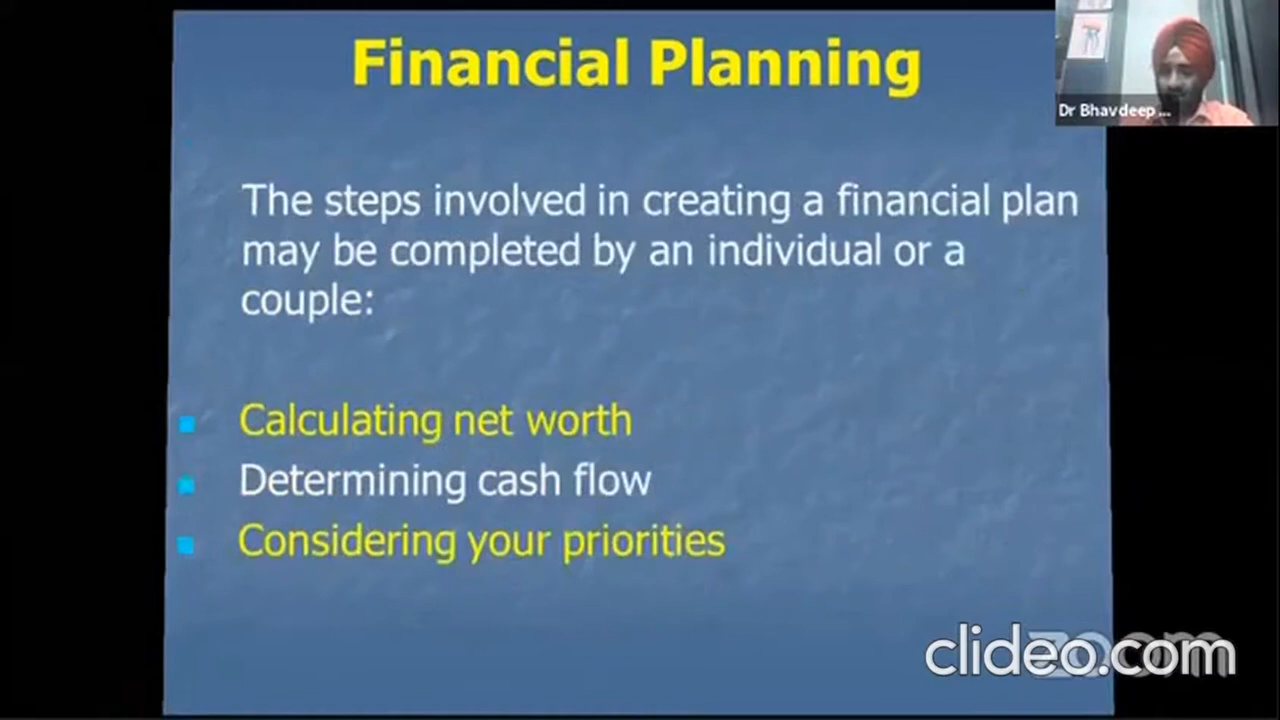 Financial Planning
Dr Bhavdeep ...
The steps involved in creating a financial plan
may be completed by an individual or a
couple:
Calculating net worth
Determining cash flow
Considering your priorities
zoom
clideo.com